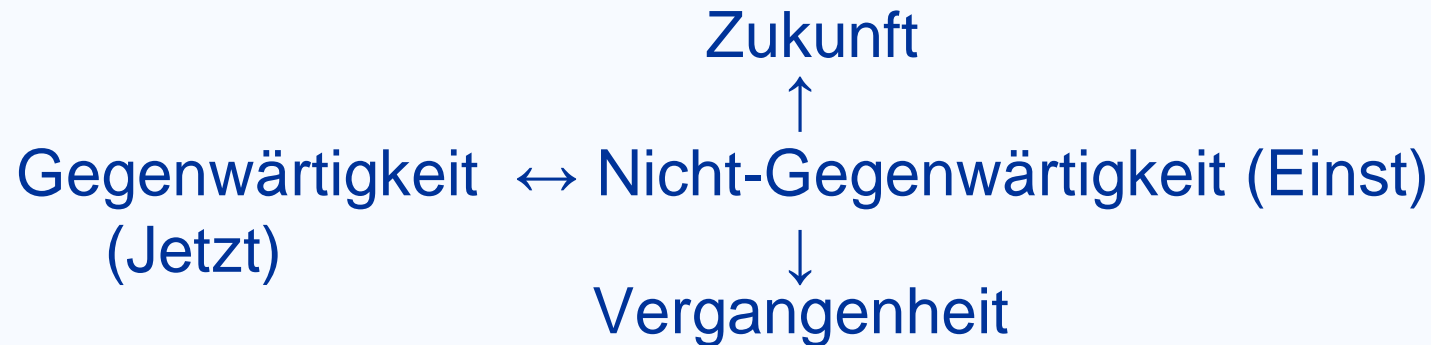 Zukunft
↑
Gegenwärtigkeit ↔ Nicht-Gegenwärtigkeit (Einst)
(Jetzt) ↓
Vergangenheit